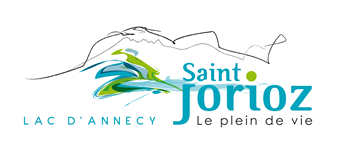 Saint
Jorioz
LAC D'ANNECY
Le plein de vie